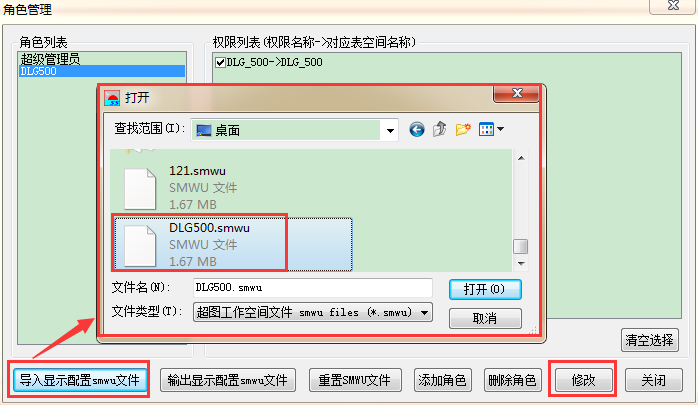 角色管理
角色列表
超级管理员
DLG500
权限列表(权限名称->对应表空间名称)
DLG_500->DLG_500
打开
查找范围(I):
桌面
121.smwu
SMWU 文件
1.67 MB
DLG500.smwu
SMWU 文件
1.67 MB
文件名(N):
DLG500.smwu
打开(O)
文件类型(T):
超图工作空间文件 smwu files (*.smwu)
取消
清空选择
导入显示配置smwu文件
输出显示配置smwu文件
重置SMWU文件
添加角色
删除角色
修改
关闭